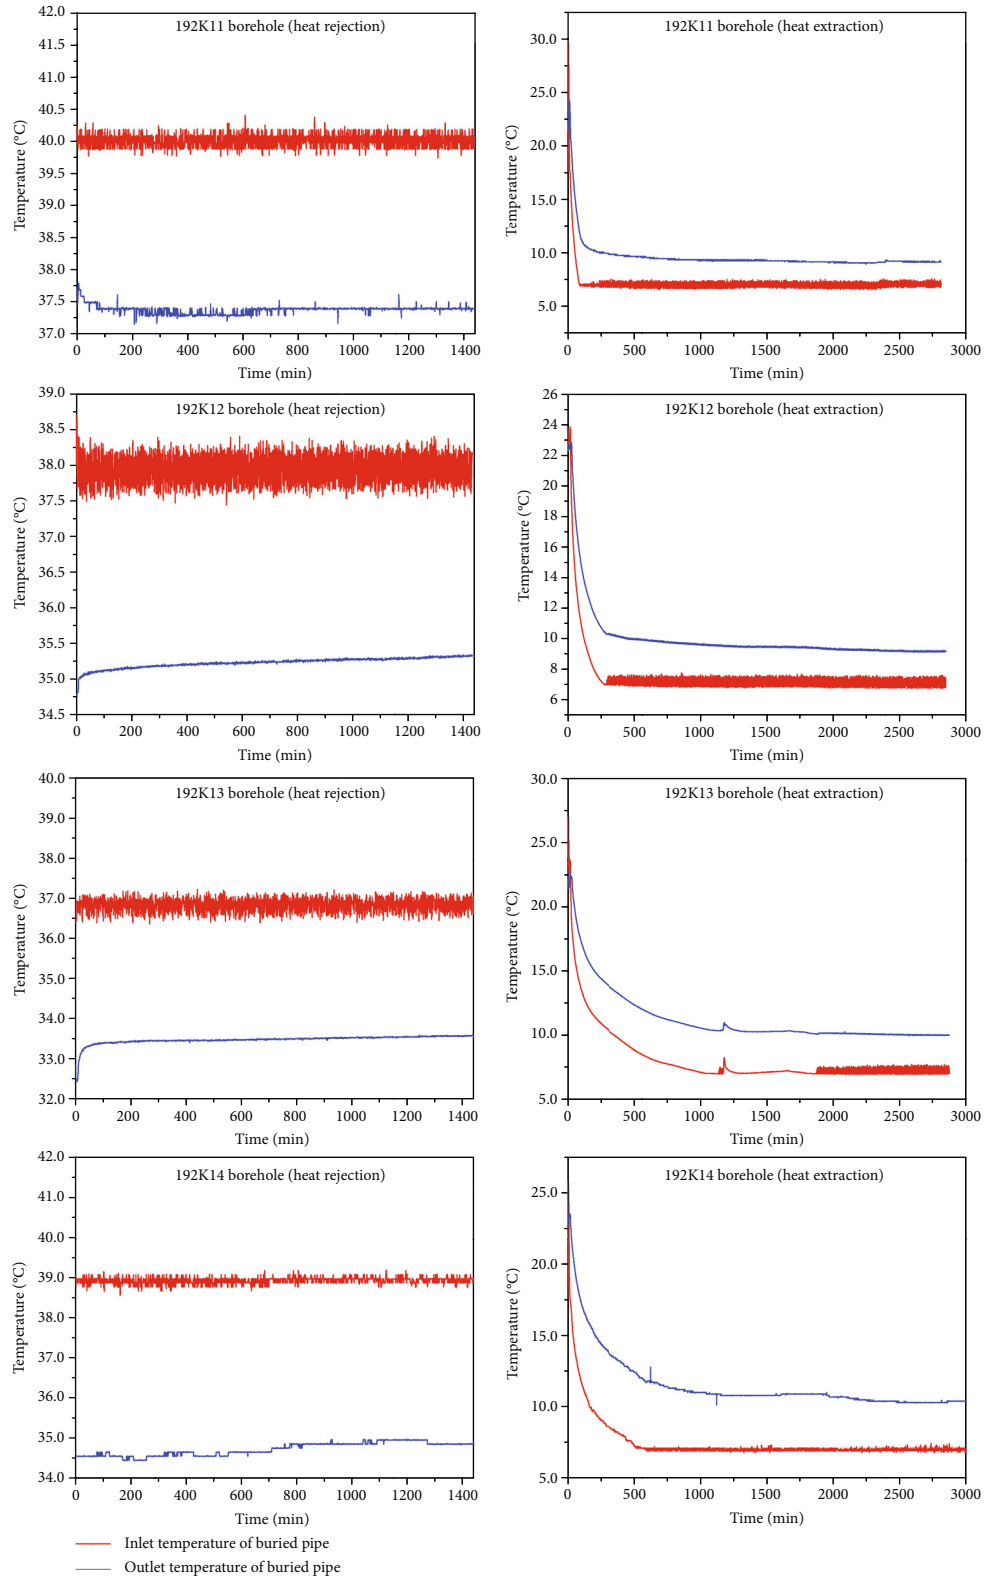 192K11 borehole (heat rejection)
Temperature (°C)
42.0
41.5
41.0
40.5
40.0
39.5
39.0
38.5
38.0
37.5
37.0
0 200 400 600 800 1000 1200 1400
Time (min)
192K11 borehole (heat extraction)
Temperature (°C)
30.0
25.0
20.0
15.0
10.0
5.0
0 500 1000 1500 2000 2500 3000
Time (min)
192K12 borehole (heat rejection)
Temperature (°C)
39.0
38.5
38.0
37.5
37.0
36.5
36.0
35.5
35.0
34.5
0 200 400 600 800 1000 1200 1400
Time (min)
192K12 borehole (heat extraction)
Temperature (°C)
26
24
22
20
18
16
14
12
10
8
6
0 500 1000 1500 2000 2500 3000
Time (min)
192K13 borehole (heat rejection)
Temperature (°C)
40.0
39.0
38.0
37.0
36.0
35.0
34.0
33.0
32.0
0 200 400 600 800 1000 1200 1400
Time (min)
192K13 borehole (heat extraction)
Temperature (°C)
30.0
25.0
20.0
15.0
10.0
5.0
0 500 1000 1500 2000 2500 3000
Time (min)
192K14 borehole (heat rejection)
Temperature (°C)
42.0
41.0
40.0
39.0
38.0
37.0
36.0
35.0
34.0
0 200 400 600 800 1000 1200 1400
Time (min)
192K14 borehole (heat extraction)
Temperature (°C)
25.0
20.0
15.0
10.0
5.0
0 500 1000 1500 2000 2500 3000
Time (min)
Inlet temperature of buried pipe
Outlet temperature of buried pipe